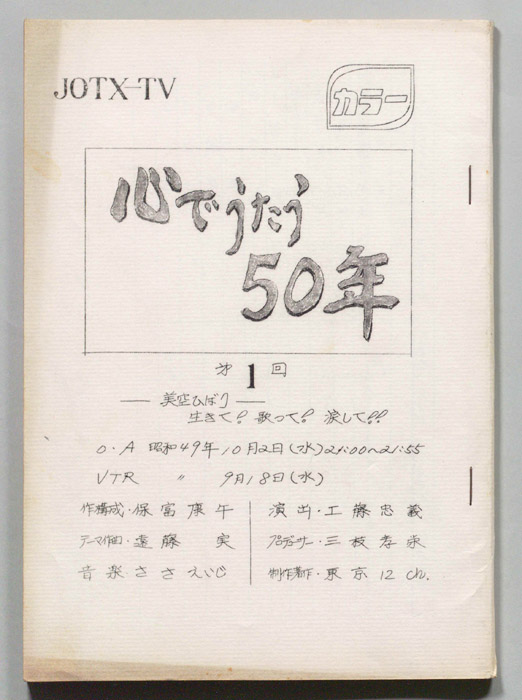 JOTX-TV
カラー
心でうたう
50年
第1回
― 美空ひばり ―
生きて! 歌って! 涙して!!
O・A 昭和49年10月2日(水)21:00~21:55
VTR 〃 9月18日(水)
作構成・保富康午
演出・工藤忠義
テーマ作曲・遠藤 実
プロデューサー・三枝孝栄
音楽 ささえいじ
制作著作・東京12ch.